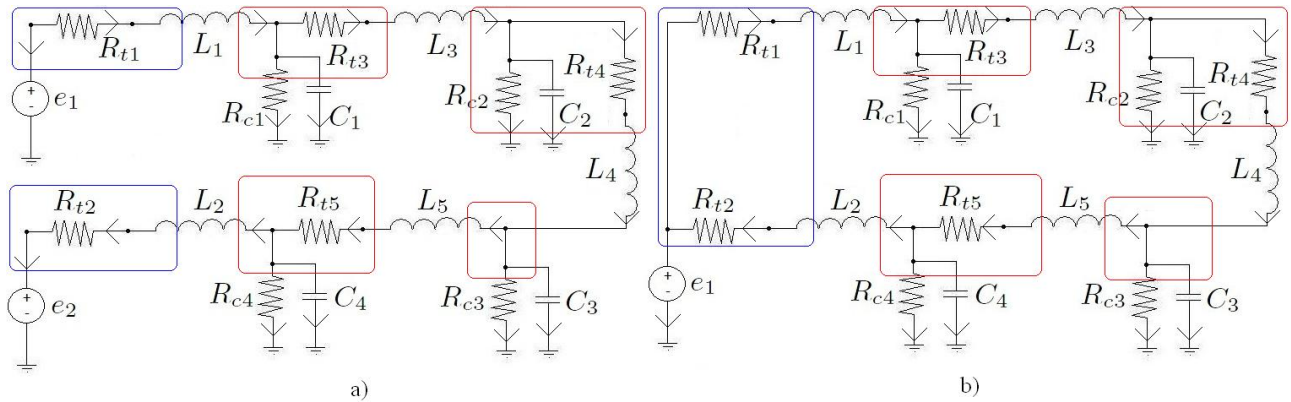 R_{t1} L_1 R_{t3} L_3 R_{t4}
e_1 + - R_{c1} C_1 R_{c2} C_2
L_4
R_{t2} L_2 R_{t5} L_5
e_2 + - R_{c4} C_4 R_{c3} C_3
a)
R_{t1} L_1 R_{t3} L_3 R_{t4}
R_{c1} C_1 R_{c2} C_2
L_4
R_{t2} L_2 R_{t5} L_5
e_1 + - R_{c4} C_4 R_{c3} C_3
b)